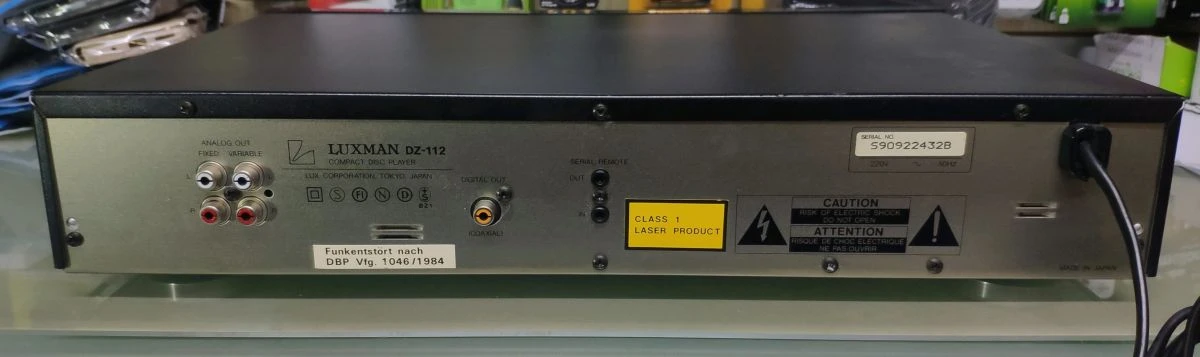 ANALOG OUT
FIXED VARIABLE
L
R
LUXMAN DZ-112
COMPACT DISC PLAYER
LUX CORPORATION, TOKYO, JAPAN
S FI N D S
BZ1
Funkentstört nach
DBP Vfg. 1046/1984
DIGITAL OUT
(COAXIAL)
SERIAL REMOTE
OUT
IN
CLASS 1
LASER PRODUCT
SERIAL NO.
S90922432B
220V ~ 50HZ
CAUTION
RISK OF ELECTRIC SHOCK
DO NOT OPEN
ATTENTION
RISQUE DE CHOC ELECTRIQUE
NE PAS OUVRIR
MADE IN JAPAN